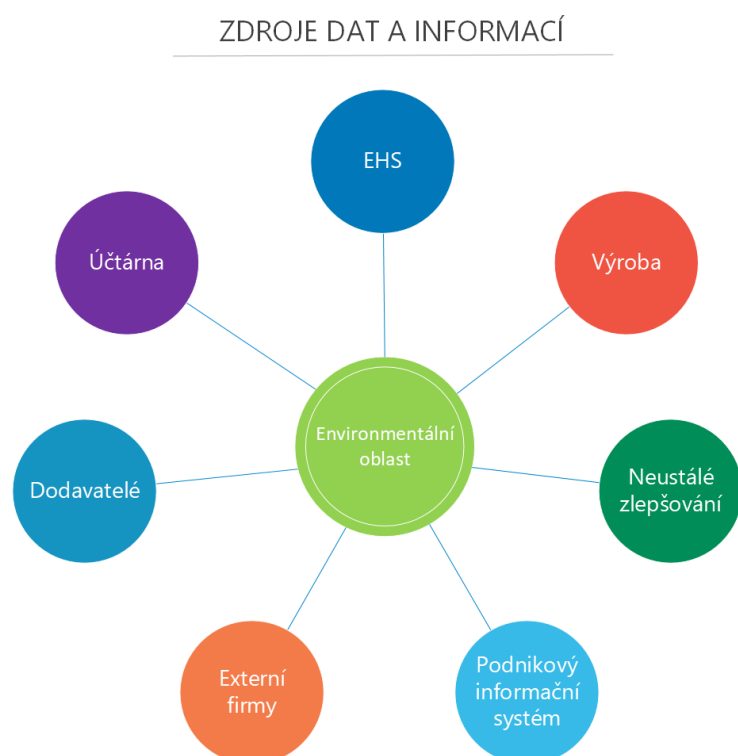 ZDROJE DAT A INFORMACÍ
EHS
Účtárna
Výroba
Environmentální
oblast
Dodavatelé
Neustálé
zlepšování
Externí
firmy
Podnikový
informační
systém